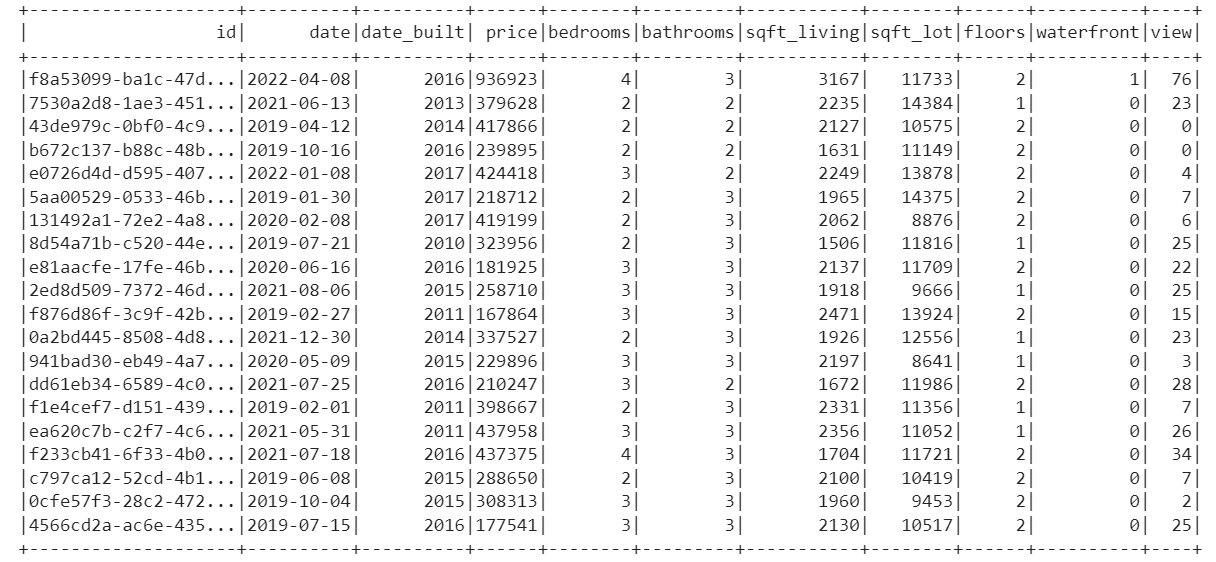 +--------------------+----------+----------+------+--------+---------+-----------+--------+------+----------+----+
|                  id|      date|date_built| price|bedrooms|bathrooms|sqft_living|sqft_lot|floors|waterfront|view|
+--------------------+----------+----------+------+--------+---------+-----------+--------+------+----------+----+
|f8a53099-ba1c-47d...|2022-04-08|      2016|936923|       4|        3|       3167|   11733|     2|         1|  76|
|7530a2d8-1ae3-451...|2021-06-13|      2013|379628|       2|        2|       2235|   14384|     1|         0|  23|
|43de979c-0bf0-4c9...|2019-04-12|      2014|417866|       2|        2|       2127|   10575|     2|         0|   0|
|b672c137-b88c-48b...|2019-10-16|      2016|239895|       2|        2|       1631|   11149|     2|         0|   0|
|e0726d4d-d595-407...|2022-01-08|      2017|424418|       3|        2|       2249|   13878|     2|         0|   4|
|5aa00529-0533-46b...|2019-01-30|      2017|218712|       2|        3|       1965|   14375|     2|         0|   7|
|131492a1-72e2-4a8...|2020-02-08|      2017|419199|       2|        3|       2062|    8876|     2|         0|   6|
|8d54a71b-c520-44e...|2019-07-21|      2010|323956|       2|        3|       1506|   11816|     1|         0|  25|
|e81aacfe-17fe-46b...|2020-06-16|      2016|181925|       3|        3|       2137|   11709|     2|         0|  22|
|2ed8d509-7372-46d...|2021-08-06|      2015|258710|       3|        3|       1918|    9666|     1|         0|  25|
|f876d86f-3c9f-42b...|2019-02-27|      2011|167864|       3|        3|       2471|   13924|     2|         0|  15|
|0a2bd445-8508-4d8...|2021-12-30|      2014|337527|       2|        3|       1926|   12556|     1|         0|  23|
|941bad30-eb49-4a7...|2020-05-09|      2015|229896|       3|        3|       2197|    8641|     1|         0|   3|
|dd61eb34-6589-4c0...|2021-07-25|      2016|210247|       3|        2|       1672|   11986|     2|         0|  28|
|f1e4cef7-d151-439...|2019-02-01|      2011|398667|       2|        3|       2331|   11356|     1|         0|   7|
|ea620c7b-c2f7-4c6...|2021-05-31|      2011|437958|       3|        3|       2356|   11052|     1|         0|  26|
|f233cb41-6f33-4b0...|2021-07-18|      2016|437375|       4|        3|       1704|   11721|     2|         0|  34|
|c797ca12-52cd-4b1...|2019-06-08|      2015|288650|       2|        3|       2100|   10419|     2|         0|   7|
|0cfe57f3-28c2-472...|2019-10-04|      2015|308313|       3|        3|       1960|    9453|     2|         0|   2|
|4566cd2a-ac6e-435...|2019-07-15|      2016|177541|       3|        3|       2130|   10517|     2|         0|  25|
+--------------------+----------+----------+------+--------+---------+-----------+--------+------+----------+----+